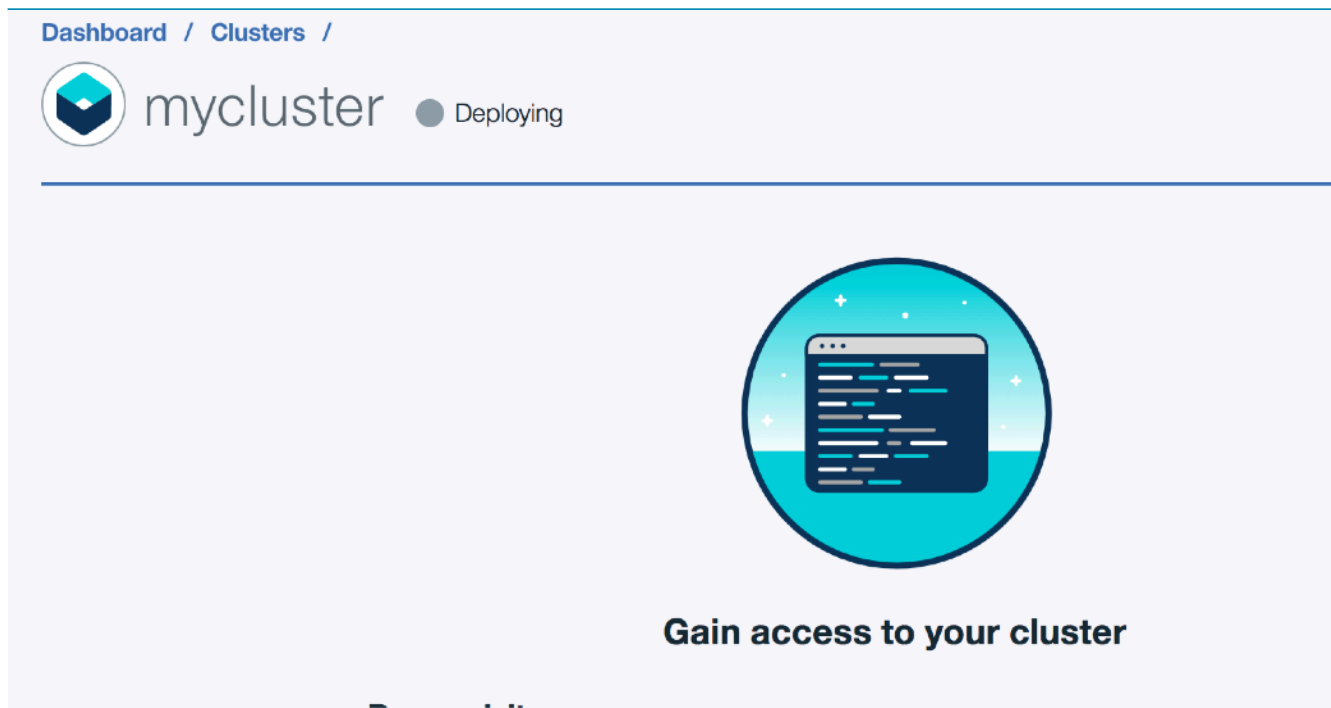 Dashboard / Clusters /
mycluster Deploying
Gain access to your cluster